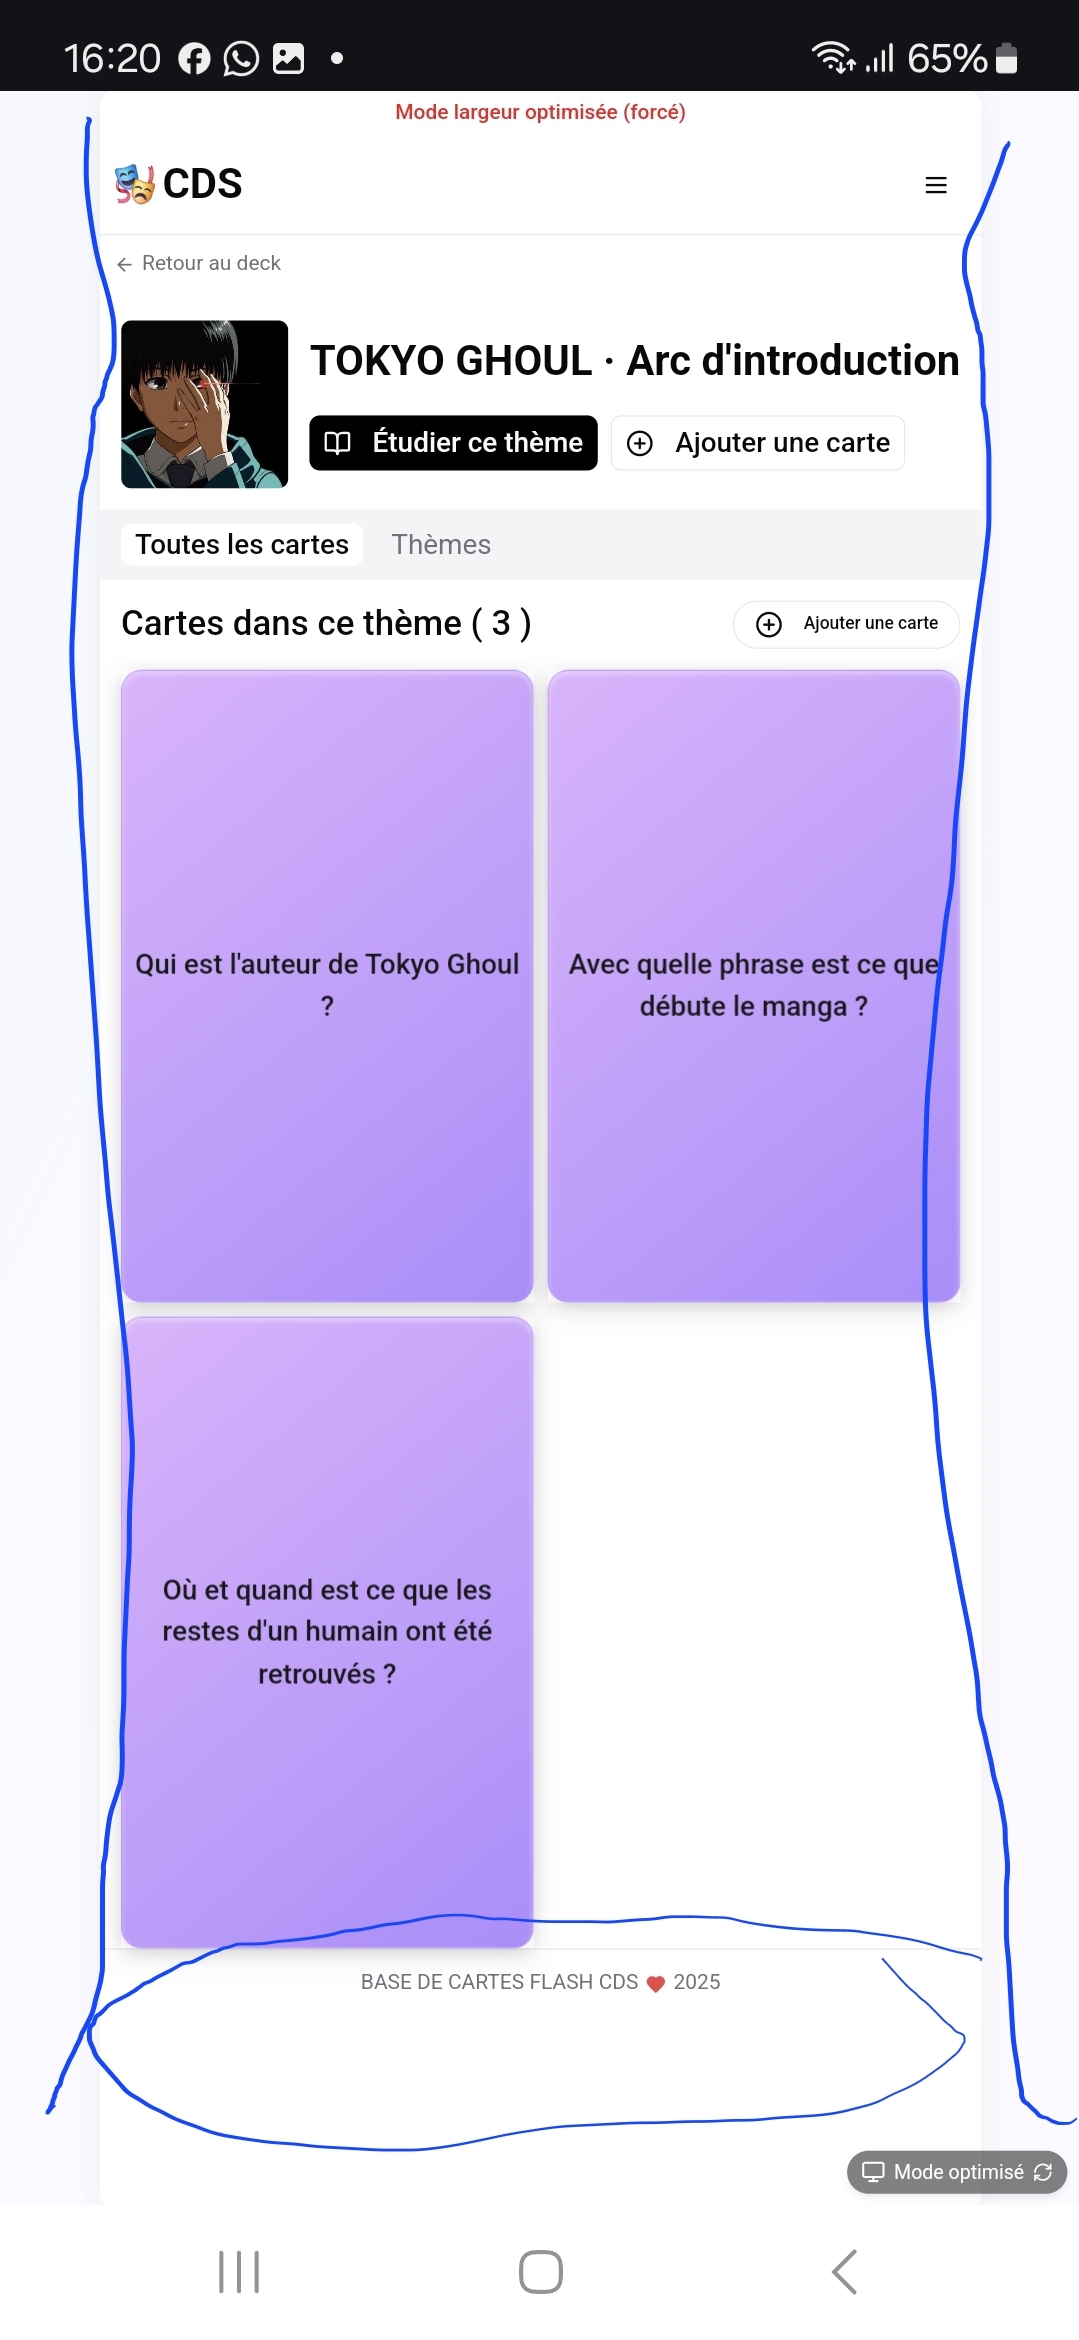 16:20
65%
Mode largeur optimisée (forcé)
CDS
Retour au deck
TOKYO GHOUL · Arc d'introduction
Étudier ce thème
Ajouter une carte
Toutes les cartes
Thèmes
Cartes dans ce thème ( 3 )
Ajouter une carte
Qui est l'auteur de Tokyo Ghoul
?
Avec quelle phrase est ce que
débute le manga ?
Où et quand est ce que les
restes d'un humain ont été
retrouvés ?
BASE DE CARTES FLASH CDS ❤️ 2025
Mode optimisé